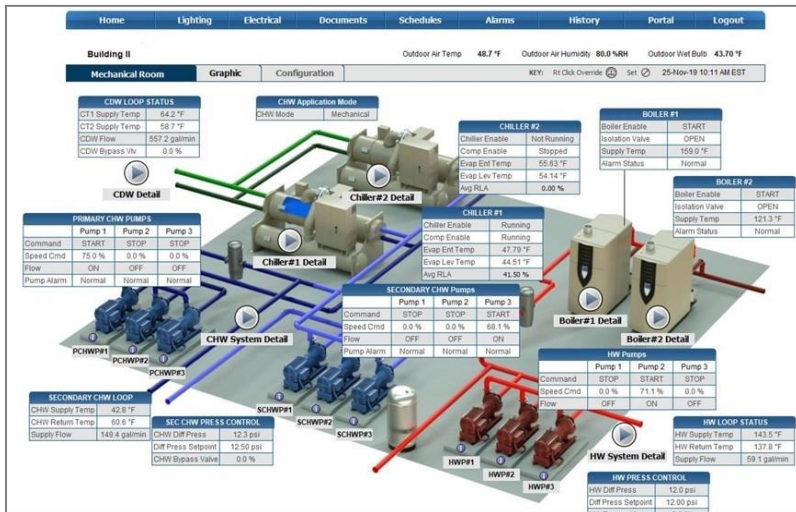 Home Lighting Electrical Documents Schedules Alarms History Portal Logout
Building II
Outdoor Air Temp 48.7 °F Outdoor Air Humidity 80.0 %RH Outdoor Wet Bulb 43.70 °F
Mechanical Room Graphic Configuration
KEY: Rt Click Override Set 25-Nov-19 10:11 AM EST
CDW LOOP STATUS
CT1 Supply Temp 64.2 °F
CT2 Supply Temp 58.7 °F
CDW Flow 557.2 gal/min
CDW Bypass Vlv 0.0 %
CDW Detail
CHW Application Mode
CHW Mode Mechanical
Chiller#2 Detail
CHILLER #2
Chiller Enable Not Running
Comp Enable Stopped
Evap Ent Temp 55.63 °F
Evap Lev Temp 54.14 °F
Avg RLA 0.00 %
BOILER #1
Boiler Enable START
Isolation Valve OPEN
Supply Temp 159.0 °F
Alarm Status Normal
BOILER #2
Boiler Enable START
Isolation Valve OPEN
Supply Temp 121.3 °F
Alarm Status Normal
PRIMARY CHW PUMPS
Pump 1 Pump 2 Pump 3
Command START STOP STOP
Speed Cmd 75.0 % 0.0 % 0.0 %
Flow ON OFF OFF
Pump Alarm Normal Normal Normal
PCHWP#1
PCHWP#2
PCHWP#3
Chiller#1 Detail
CHILLER #1
Chiller Enable Running
Comp Enable Running
Evap Ent Temp 47.79 °F
Evap Lev Temp 44.51 °F
Avg RLA 41.50 %
CHW System Detail
SECONDARY CHW Pumps
Pump 1 Pump 2 Pump 3
Command STOP STOP START
Speed Cmd 0.0 % 0.0 % 68.1 %
Flow OFF OFF ON
Pump Alarm Normal Normal Normal
SCHWP#1
SCHWP#2
SCHWP#3
Boiler#1 Detail
Boiler#2 Detail
HW Pumps
Pump 1 Pump 2 Pump 3
Command STOP START STOP
Speed Cmd 0.0 % 71.1 % 0.0 %
Flow OFF ON OFF
HWP#1
HWP#2
HWP#3
SECONDARY CHW LOOP
CHW Supply Temp 42.8 °F
CHW Return Temp 60.6 °F
Supply Flow 149.4 gal/min
SEC CHW PRESS CONTROL
CHW Diff Press 12.3 psi
Diff Press Setpoint 12.50 psi
CHW Bypass Valve 0.0 %
HW System Detail
HW LOOP STATUS
HW Supply Temp 143.5 °F
HW Return Temp 137.8 °F
Supply Flow 59.1 gal/min
HW PRESS CONTROL
HW Diff Press 12.0 psi
Diff Press Setpoint 12.00 psi